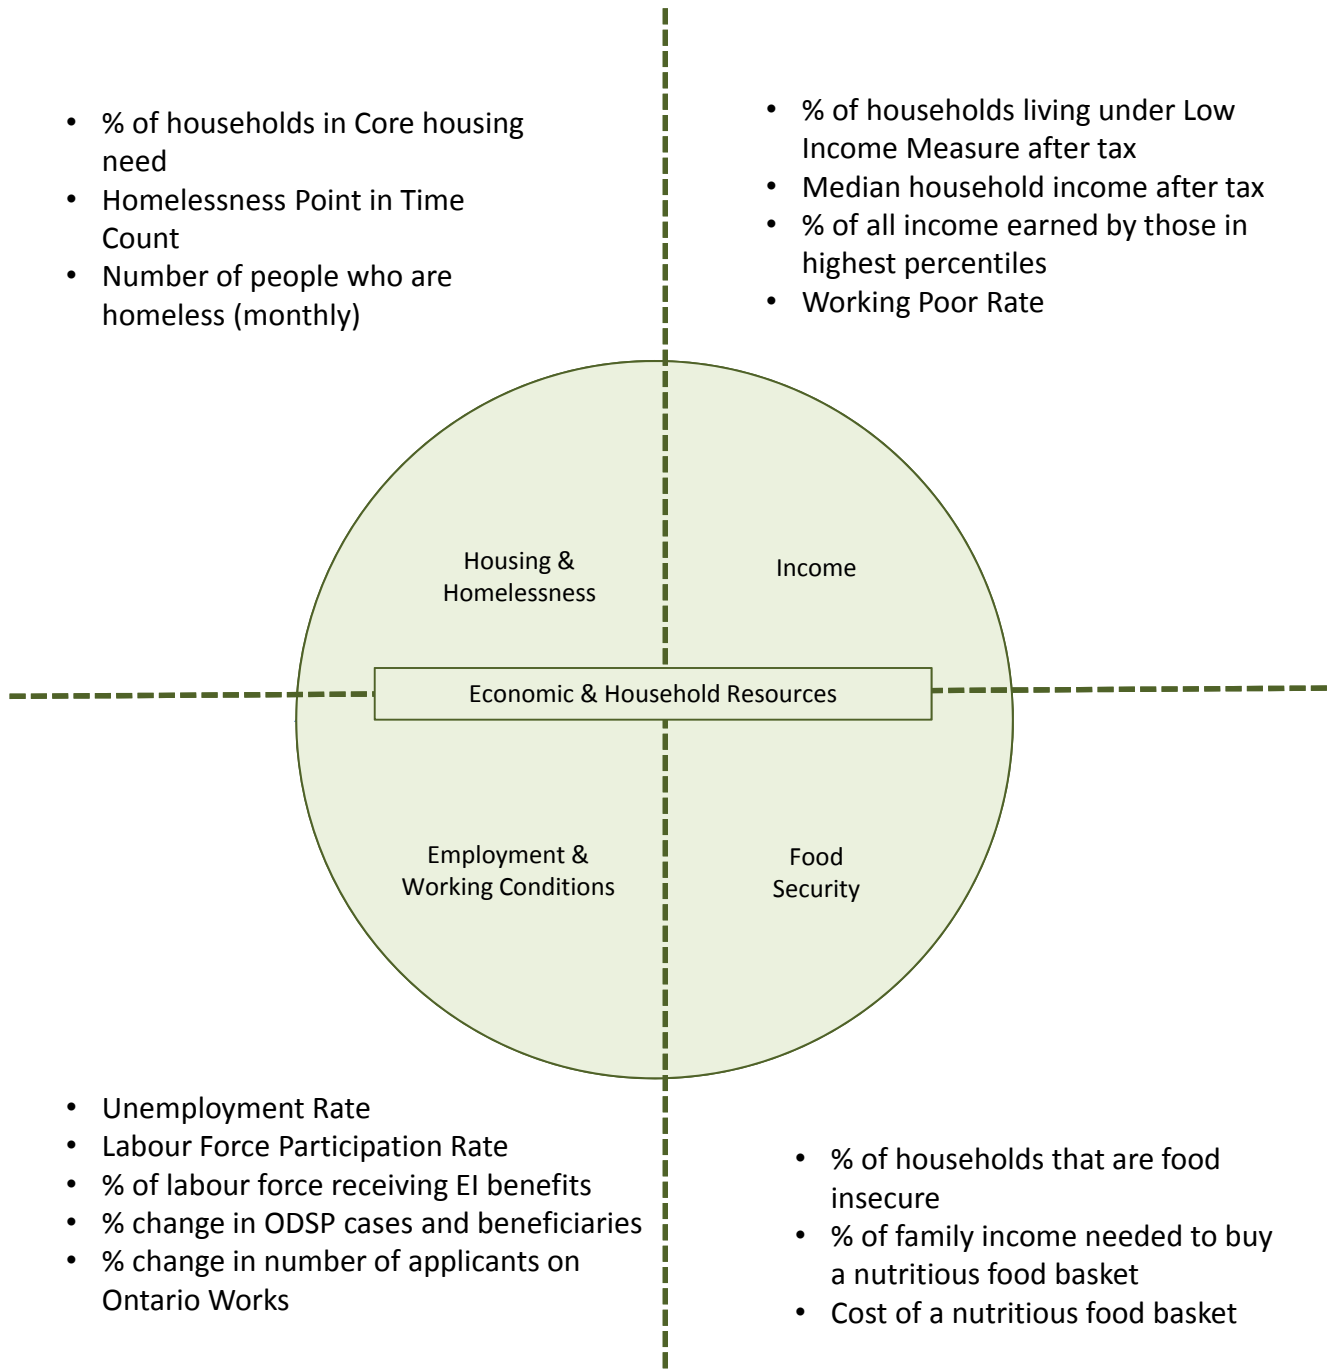 • % of households in Core housing
need
• Homelessness Point in Time
Count
• Number of people who are
homeless (monthly)
• % of households living under Low
Income Measure after tax
• Median household income after tax
• % of all income earned by those in
highest percentiles
• Working Poor Rate
Housing &
Homelessness
Income
Economic & Household Resources
Employment &
Working Conditions
Food
Security
• Unemployment Rate
• Labour Force Participation Rate
• % of labour force receiving EI benefits
• % change in ODSP cases and beneficiaries
• % change in number of applicants on
Ontario Works
• % of households that are food
insecure
• % of family income needed to buy
a nutritious food basket
• Cost of a nutritious food basket